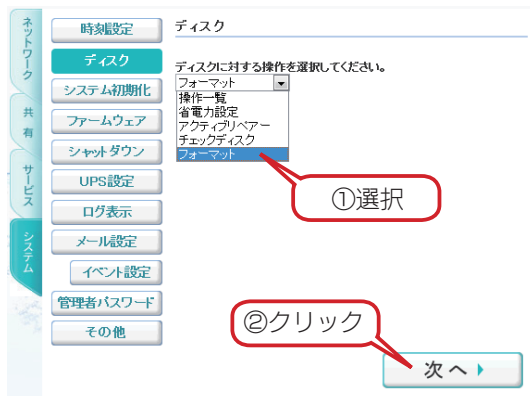 ネットワーク
共有
サービス
システム
時刻設定
ディスク
システム初期化
ファームウェア
シャットダウン
UPS設定
ログ表示
メール設定
イベント設定
管理者パスワード
その他
ディスク
ディスクに対する操作を選択してください。
フォーマット
操作一覧
省電力設定
アクティブリペアー
チェックディスク
フォーマット
①選択
②クリック
次へ